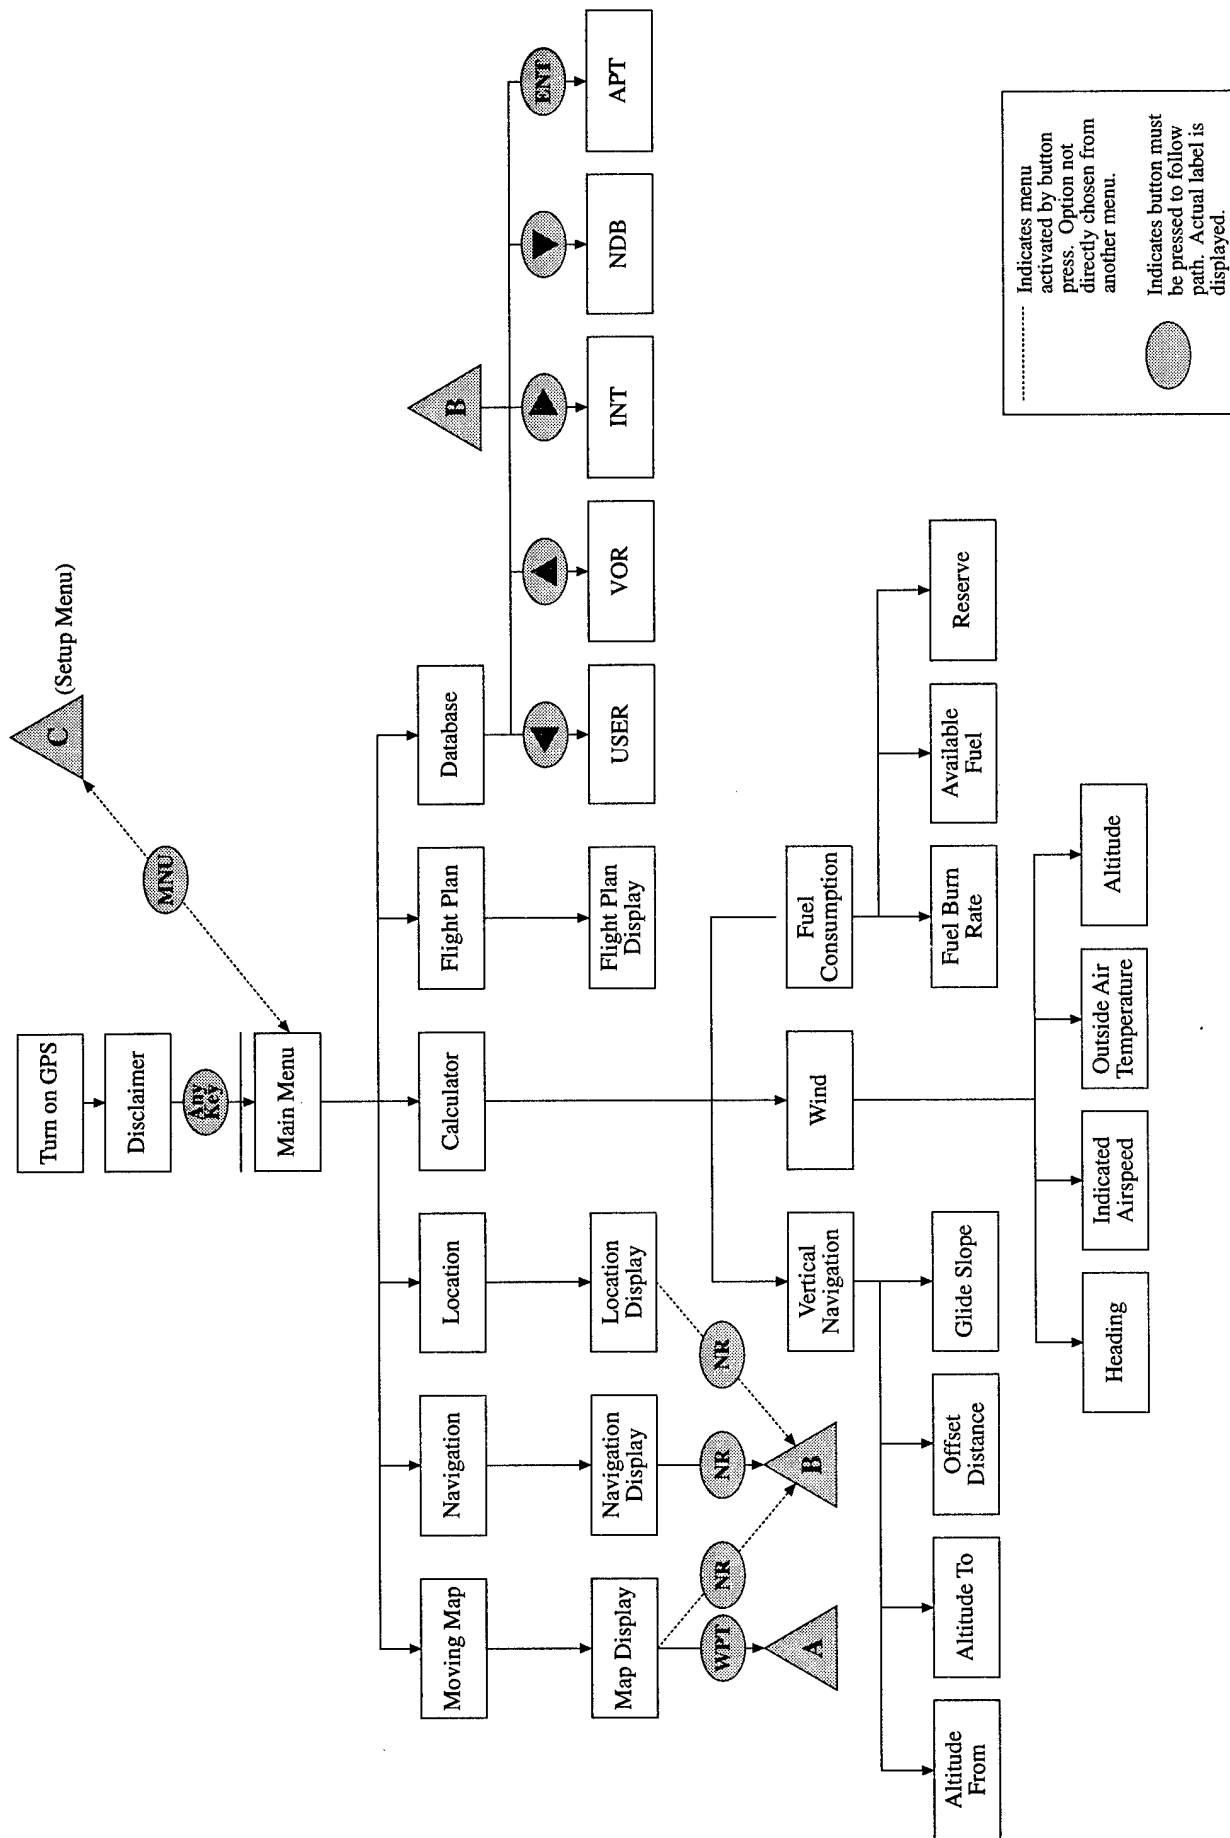 Turn on GPS
Disclaimer
Any
Key
Main Menu
MNU
C
(Setup Menu)
Moving Map
Navigation
Location
Calculator
Flight Plan
Database
Map Display
Navigation
Display
Location
Display
Flight Plan
Display
B
ENT
USER
VOR
INT
NDB
APT
WPT
NR
NR
NR
A
B
Vertical
Navigation
Wind
Fuel
Consumption
Altitude
From
Altitude To
Offset
Distance
Glide Slope
Fuel Burn
Rate
Available
Fuel
Reserve
Heading
Indicated
Airspeed
Outside Air
Temperature
Altitude
Indicates menu
activated by button
press. Option not
directly chosen from
another menu.
Indicates button must
be pressed to follow
path. Actual label is
displayed.